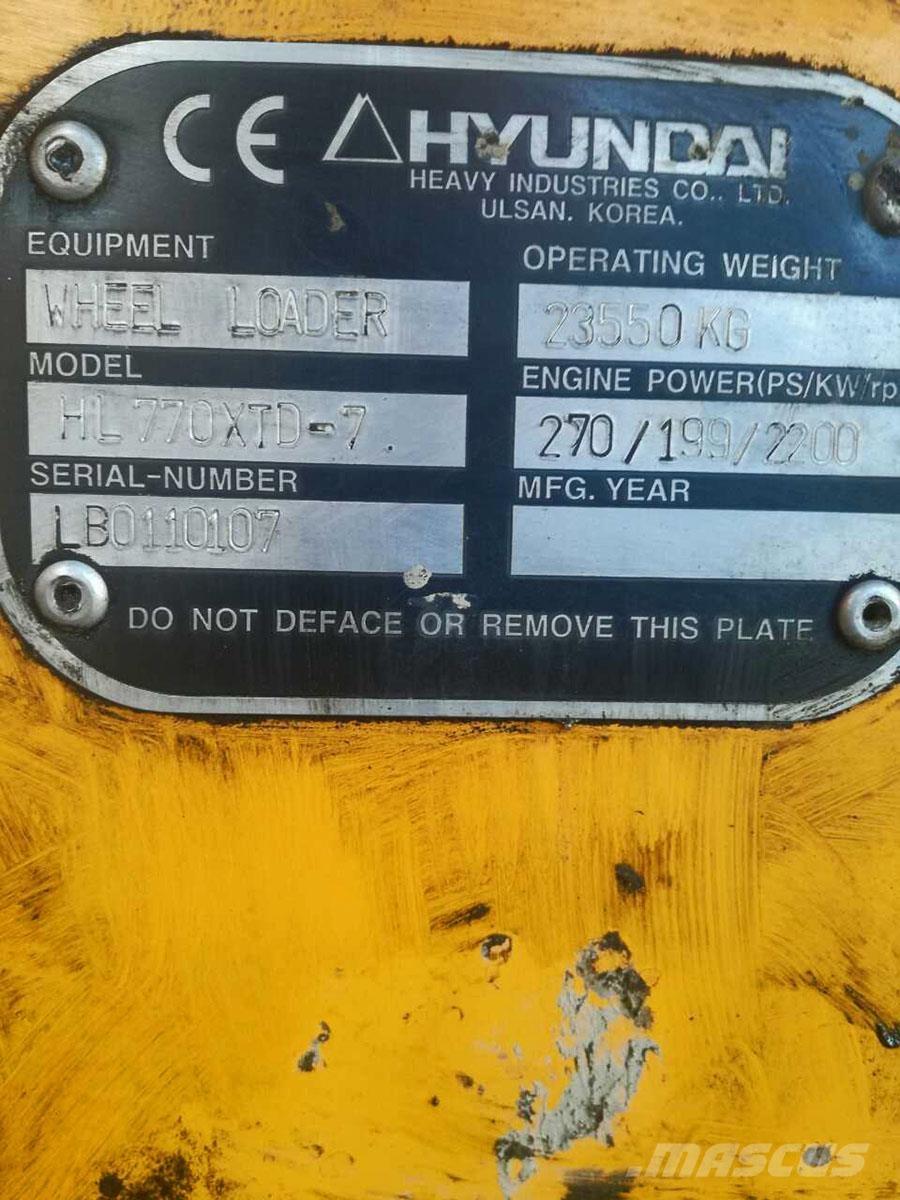 CE HYUNDAI
HEAVY INDUSTRIES CO., LTD.
ULSAN. KOREA.
EQUIPMENT
WHEEL LOADER
OPERATING WEIGHT
23550 KG
MODEL
HL770XTD-7.
ENGINE POWER(PS/KW/rp
270/199/2200
SERIAL-NUMBER
LB0110107
MFG. YEAR
DO NOT DEFACE OR REMOVE THIS PLATE
MASCUS